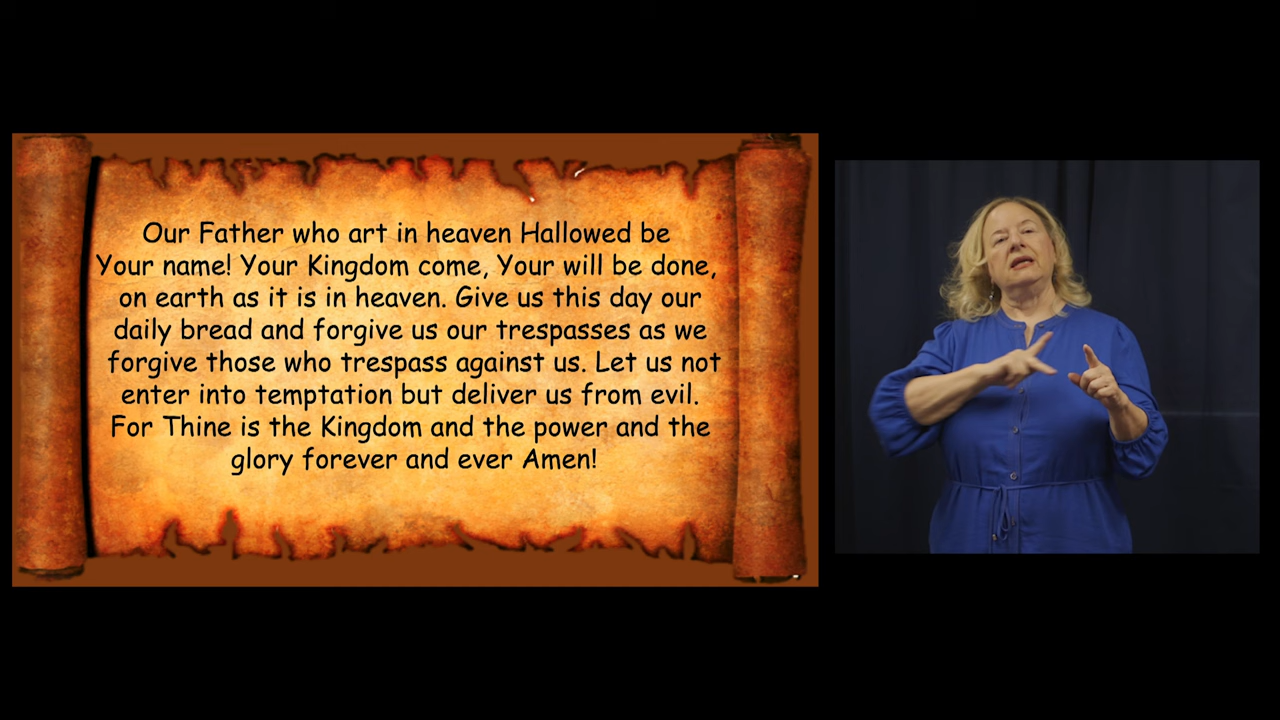 Our Father who art in heaven Hallowed be
Your name! Your Kingdom come, Your will be done,
on earth as it is in heaven. Give us this day our
daily bread and forgive us our trespasses as we
forgive those who trespass against us. Let us not
enter into temptation but deliver us from evil.
For Thine is the Kingdom and the power and the
glory forever and ever Amen!